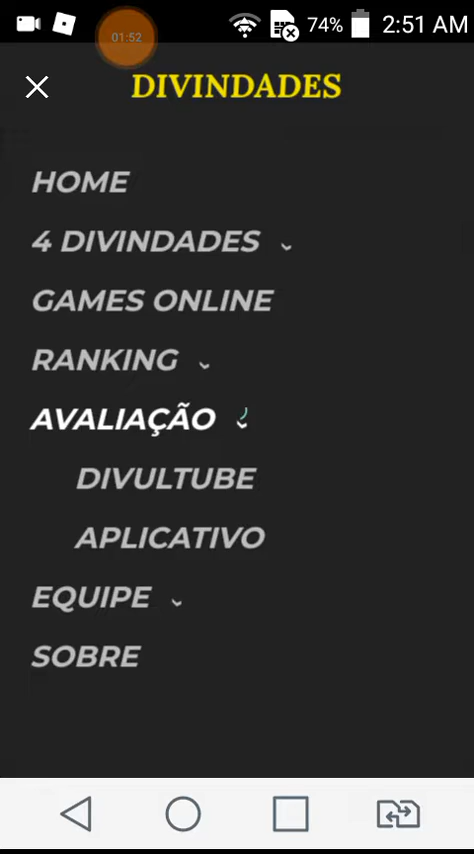 01:52
74%
2:51 AM
DIVINDADES
HOME
4 DIVINDADES
GAMES ONLINE
RANKING
AVALIAÇÃO
DIVULTUBE
APLICATIVO
EQUIPE
SOBRE